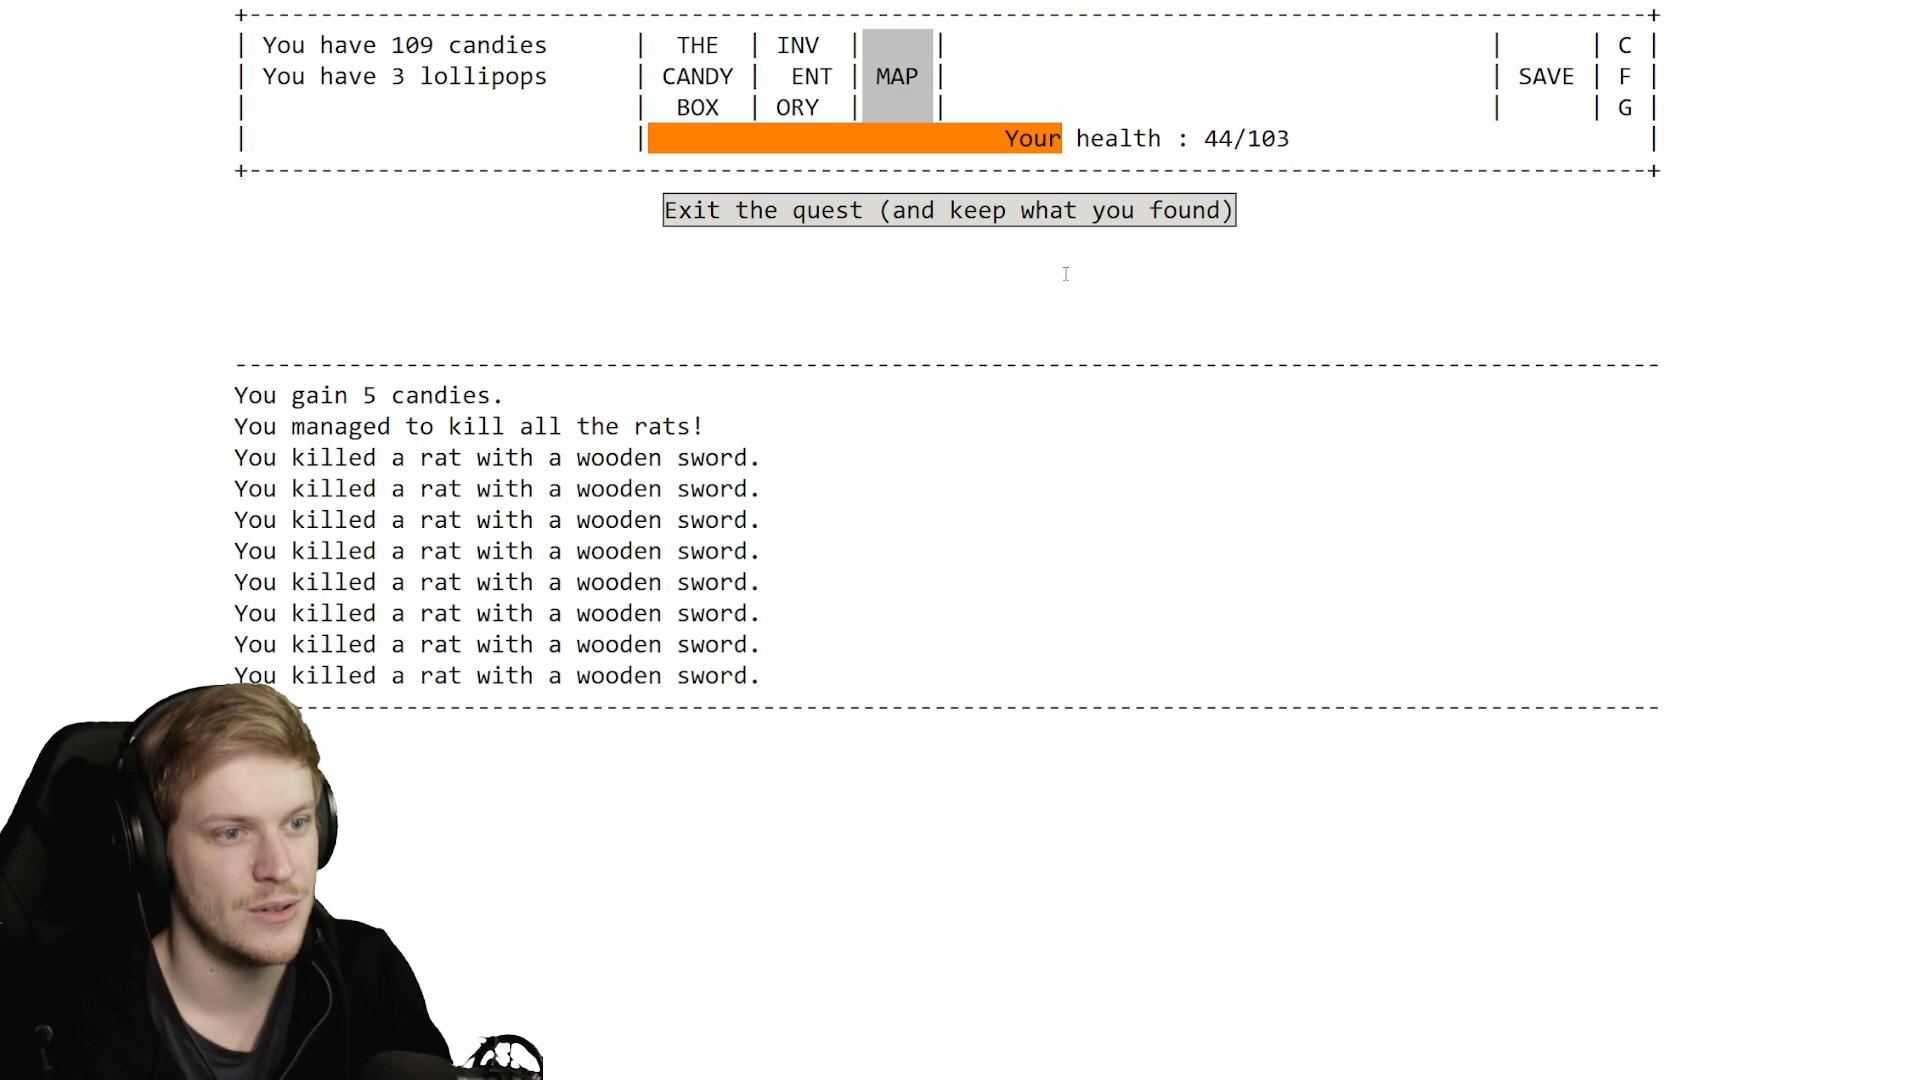 You have 109 candies
You have 3 lollipops
THE CANDY BOX
INV ENT ORY
MAP
SAVE
C F G
Your health : 44/103
Exit the quest (and keep what you found)
You gain 5 candies.
You managed to kill all the rats!
You killed a rat with a wooden sword.
You killed a rat with a wooden sword.
You killed a rat with a wooden sword.
You killed a rat with a wooden sword.
You killed a rat with a wooden sword.
You killed a rat with a wooden sword.
You killed a rat with a wooden sword.
You killed a rat with a wooden sword.